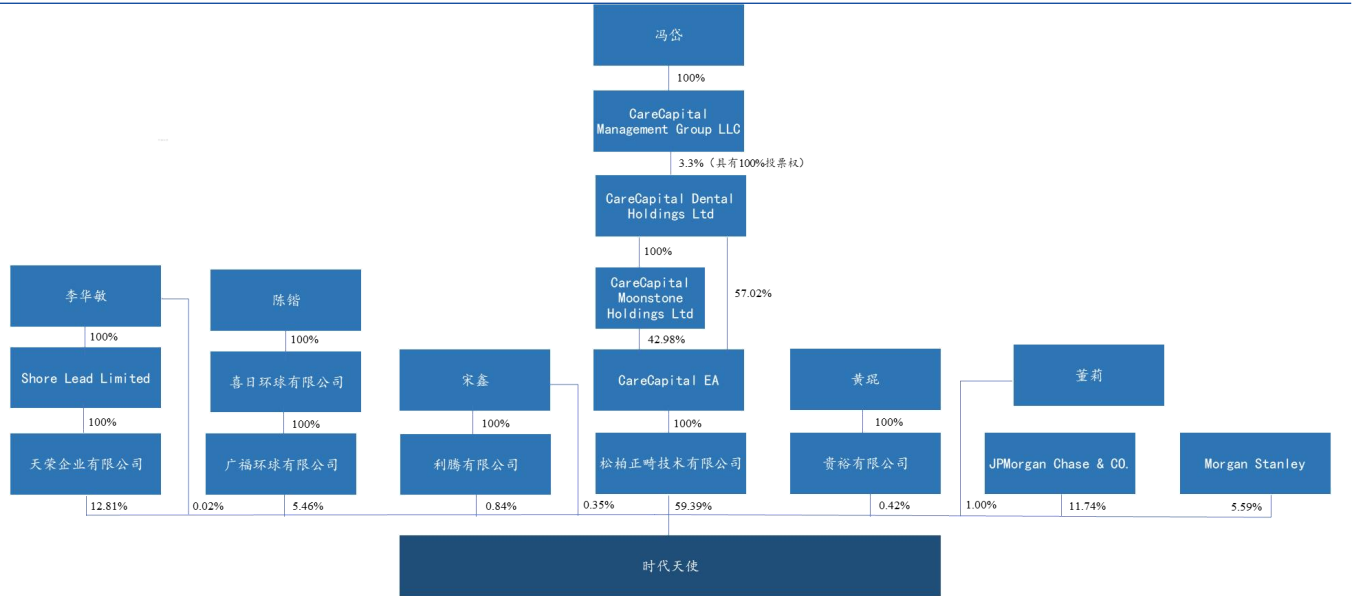 冯岱
100%
CareCapital
Management Group LLC
3.3%（具有100%投票权）
CareCapital Dental
Holdings Ltd
100%
57.02%
CareCapital
Moonstone
Holdings Ltd
42.98%
李华敏
陈锴
100%
100%
Shore Lead Limited
喜日环球有限公司
宋鑫
CareCapital EA
黄琨
董莉
100%
100%
100%
100%
100%
天荣企业有限公司
广福环球有限公司
利腾有限公司
松柏正畸技术有限公司
贵裕有限公司
JPMorgan Chase & CO.
Morgan Stanley
12.81%
0.02%
5.46%
0.84%
0.35%
59.39%
0.42%
1.00%
11.74%
5.59%
时代天使